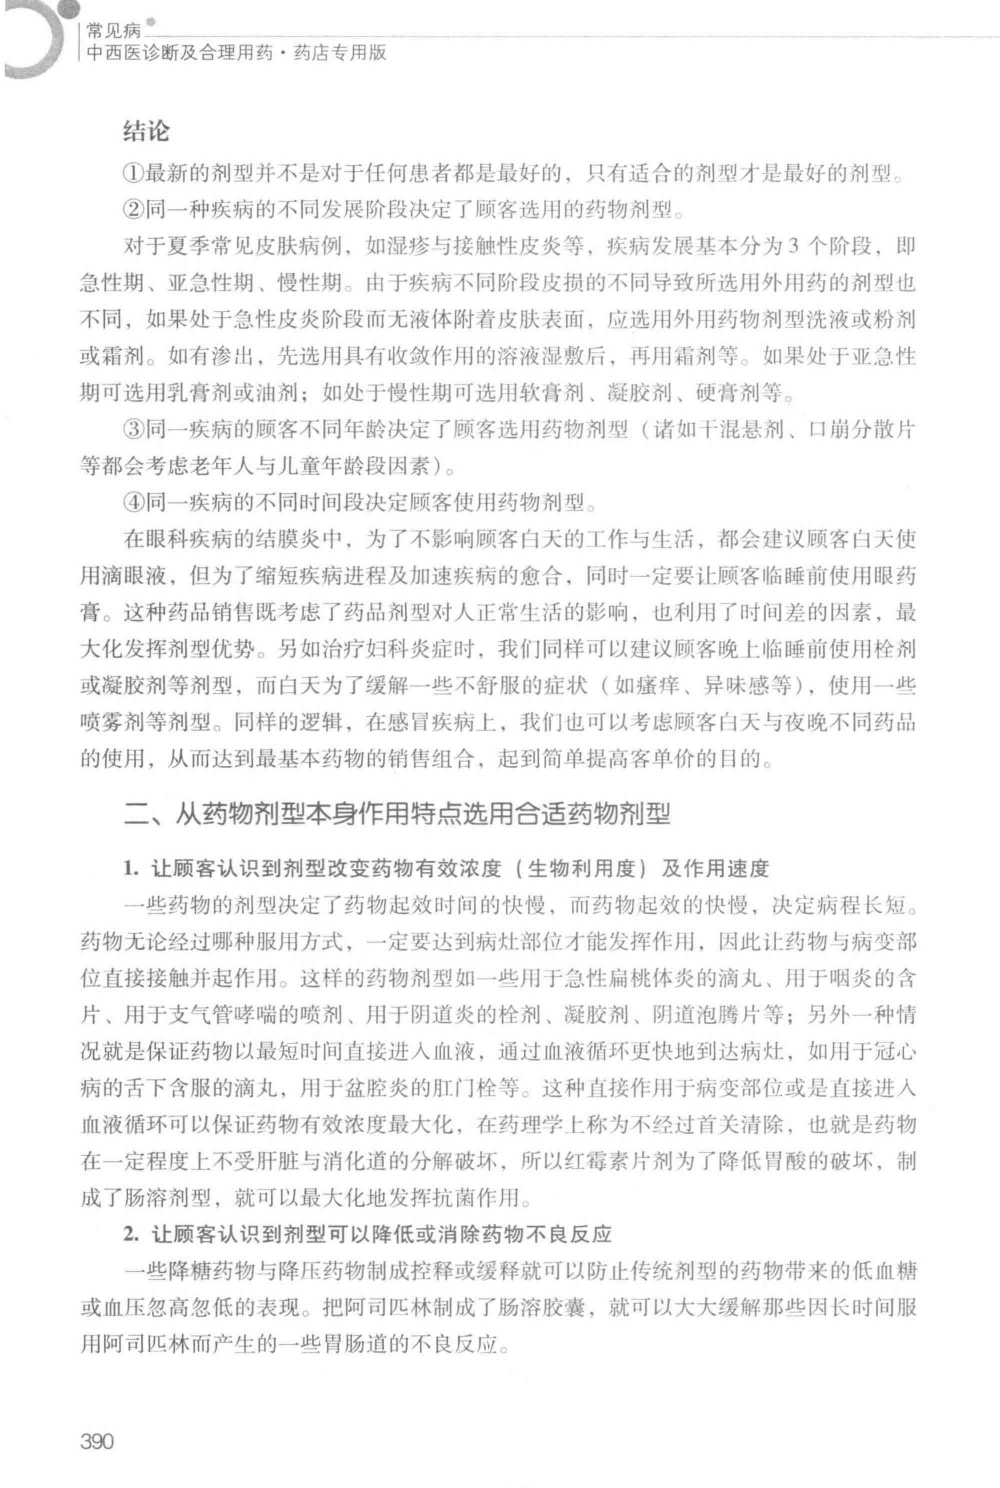 常见病
中西医诊断及合理用药·药店专用版
结论
①最新的剂型并不是对于任何患者都是最好的，只有适合的剂型才是最好的剂型。
②同一种疾病的不同发展阶段决定了顾客选用的药物剂型。
对于夏季常见皮肤病例，如湿疹与接触性皮炎等，疾病发展基本分为 3 个阶段，即
急性期、亚急性期、慢性期。由于疾病不同阶段皮损的不同导致所选用外用药的剂型也
不同，如果处于急性皮炎阶段而无液体附着皮肤表面，应选用外用药物剂型洗液或粉剂
或霜剂。如有渗出，先选用具有收敛作用的溶液湿敷后，再用霜剂等。如果处于亚急性
期可选用乳膏剂或油剂；如处于慢性期可选用软膏剂、凝胶剂、硬膏剂等。
③同一疾病的顾客不同年龄决定了顾客选用药物剂型（诸如干混悬剂、口崩分散片
等都会考虑老年人与儿童年龄段因素）。
④同一疾病的不同时间段决定顾客使用药物剂型。
在眼科疾病的结膜炎中，为了不影响顾客白天的工作与生活，都会建议顾客白天使
用滴眼液，但为了缩短疾病进程及加速疾病的愈合，同时一定要让顾客临睡前使用眼药
膏。这种药品销售既考虑了药品剂型对人正常生活的影响，也利用了时间差的因素，最
大化发挥剂型优势。另如治疗妇科炎症时，我们同样可以建议顾客晚上临睡前使用栓剂
或凝胶剂等剂型，而白天为了缓解一些不舒服的症状（如瘙痒、异味感等），使用一些
喷雾剂等剂型。同样的逻辑，在感冒疾病上，我们也可以考虑顾客白天与夜晚不同药品
的使用，从而达到最基本药物的销售组合，起到简单提高客单价的目的。
二、从药物剂型本身作用特点选用合适药物剂型
1. 让顾客认识到剂型改变药物有效浓度（生物利用度）及作用速度
一些药物的剂型决定了药物起效时间的快慢，而药物起效的快慢，决定病程长短。
药物无论经过哪种服用方式，一定要达到病灶部位才能发挥作用，因此让药物与病变部
位直接接触并起作用。这样的药物剂型如一些用于急性扁桃体炎的滴丸、用于咽炎的含
片、用于支气管哮喘的喷剂、用于阴道炎的栓剂、凝胶剂、阴道泡腾片等；另外一种情
况就是保证药物以最短时间直接进入血液，通过血液循环更快地到达病灶，如用于冠心
病的舌下含服的滴丸，用于盆腔炎的肛门栓等。这种直接作用于病变部位或是直接进入
血液循环可以保证药物有效浓度最大化，在药理学上称为不经过首关清除，也就是药物
在一定程度上不受肝脏与消化道的分解破坏，所以红霉素片剂为了降低胃酸的破坏，制
成了肠溶剂型，就可以最大化地发挥抗菌作用。
2. 让顾客认识到剂型可以降低或消除药物不良反应
一些降糖药物与降压药物制成控释或缓释就可以防止传统剂型的药物带来的低血糖
或血压忽高忽低的表现。把阿司匹林制成了肠溶胶囊，就可以大大缓解那些因长时间服
用阿司匹林而产生的一些胃肠道的不良反应。
390